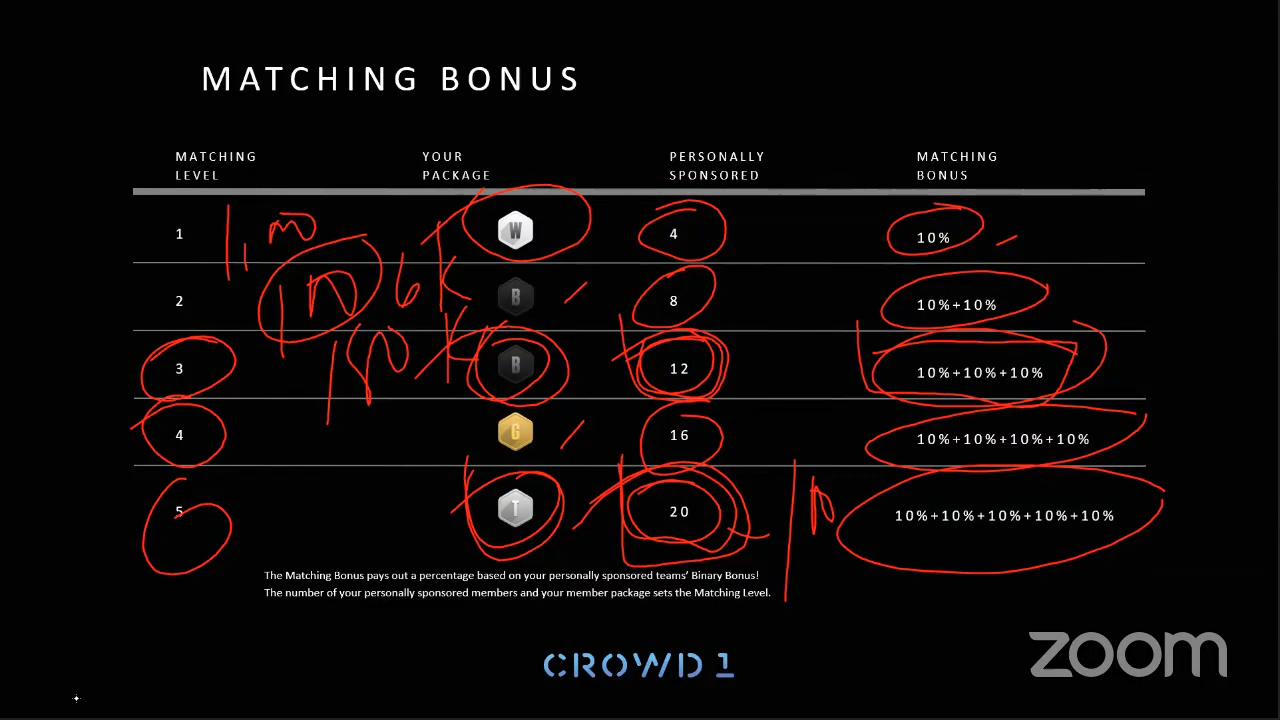 MATCHING BONUS
MATCHING LEVEL
YOUR PACKAGE
PERSONALLY SPONSORED
MATCHING BONUS
1 W 4 10%
2 B 8 10%+10%
3 B 12 10%+10%+10%
4 G 16 10%+10%+10%+10%
5 T 20 10%+10%+10%+10%+10%
The Matching Bonus pays out a percentage based on your personally sponsored teams' Binary Bonus!
The number of your personally sponsored members and your member package sets the Matching Level.
CROWD 1
zoom